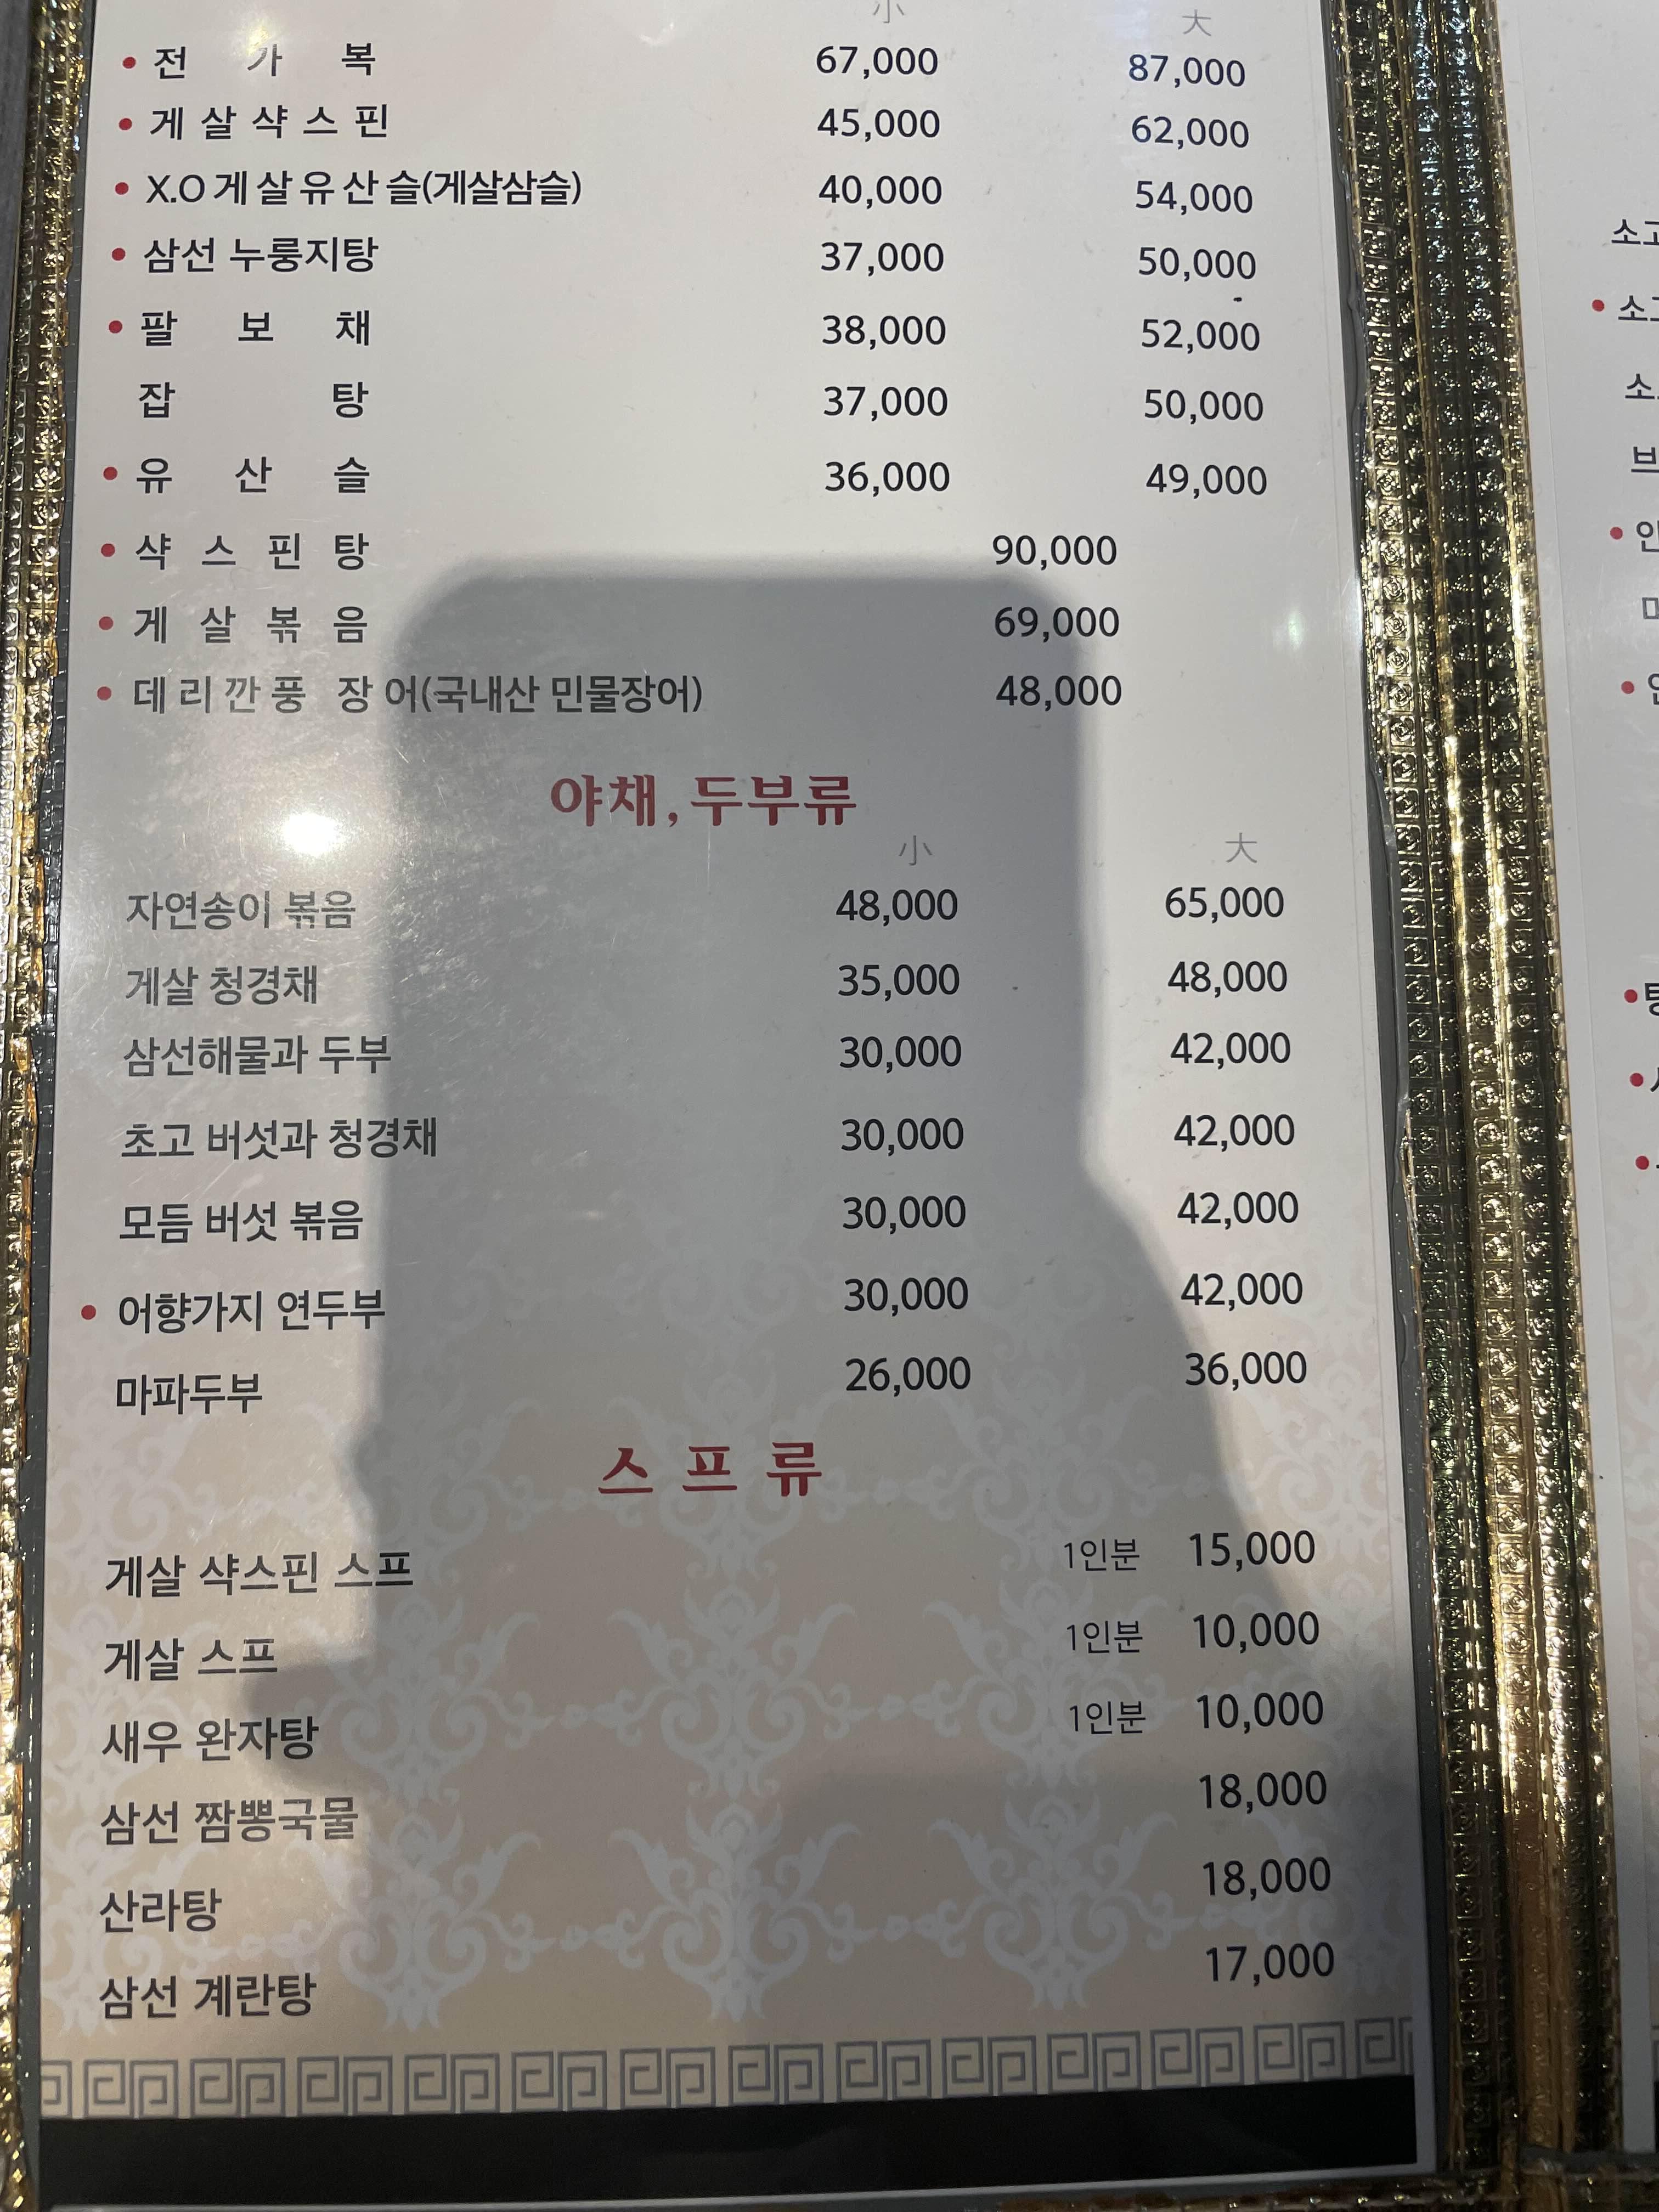 小 大
전 가 복 67,000 87,000
게 살 샥 스 핀 45,000 62,000
X.O 게 살 유 산 슬(게살삼슬) 40,000 54,000
삼선 누룽지탕 37,000 50,000
팔 보 채 38,000 52,000
잡 탕 37,000 50,000
유 산 슬 36,000 49,000
샥 스 핀 탕 90,000
게 살 볶 음 69,000
데 리 깐 풍 장 어(국내산 민물장어) 48,000
야채, 두부류
小 大
자연송이 볶음 48,000 65,000
게살 청경채 35,000 48,000
삼선해물과 두부 30,000 42,000
초고 버섯과 청경채 30,000 42,000
모듬 버섯 볶음 30,000 42,000
어향가지 연두부 30,000 42,000
마파두부 26,000 36,000
스 프 류
게살 샥스핀 스프 1인분 15,000
게살 스프 1인분 10,000
새우 완자탕 1인분 10,000
삼선 짬뽕국물 18,000
산라탕 18,000
삼선 계란탕 17,000